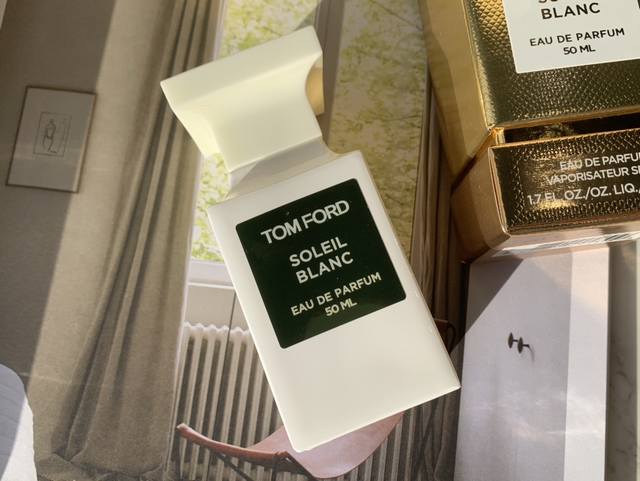 TOM FORD
SOLEIL
BLANC
EAU DE PARFUM
50 ML
BLANC
EAU DE PARFUM
50 ML
EAU DE PARFU
VAPORISATEUR
1.7 FL. OZ./OZ. LIQ.